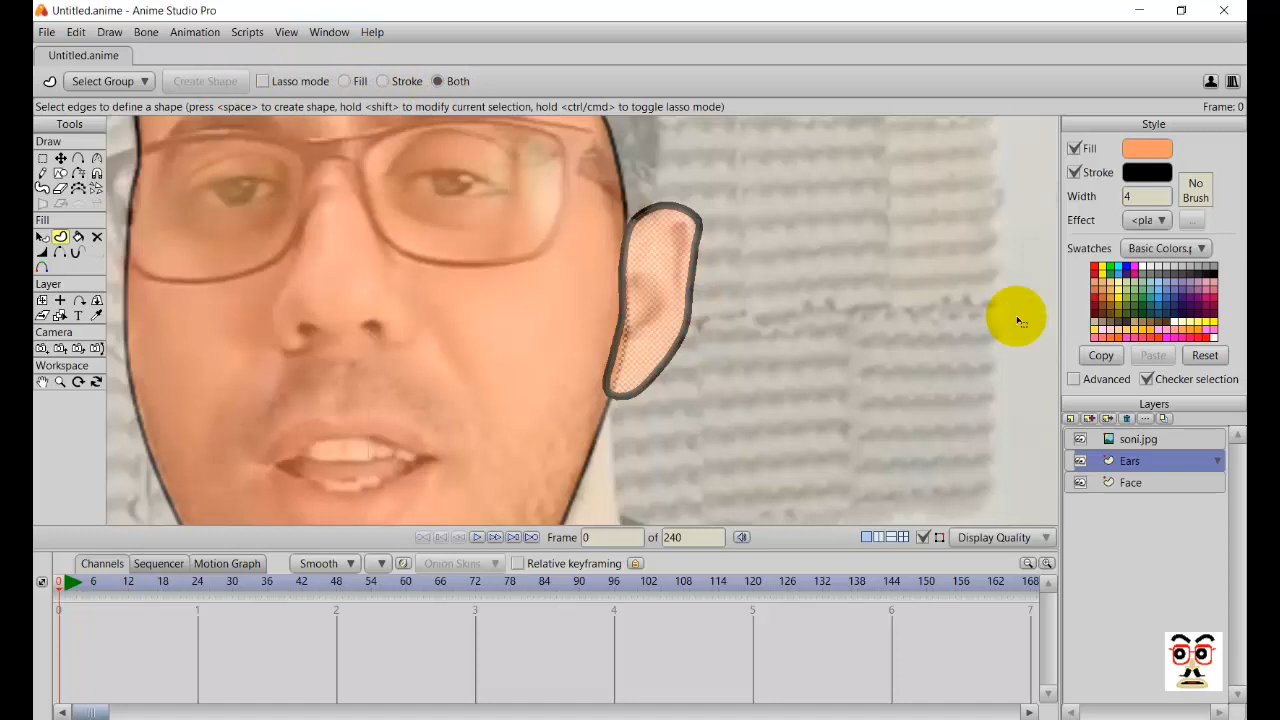 Untitled.anime - Anime Studio Pro
File Edit Draw Bone Animation Scripts View Window Help
Untitled.anime
Select Group Create Shape Lasso mode Fill Stroke Both
Select edges to define a shape (press <space> to create shape, hold <shift> to modify current selection, hold <ctrl/cmd> to toggle lasso mode) Frame: 0
Tools
Draw
Fill
Layer
Camera
Workspace
Style
Fill
Stroke
Width 4
No Brush
Effect <pla ...
Swatches Basic Colors.p
Copy Paste Reset
Advanced Checker selection
Layers
soni.jpg
Ears
Face
Frame 0 of 240 Display Quality
Channels Sequencer Motion Graph Smooth Onion Skins Relative keyframing
0 6 12 18 24 30 36 42 48 54 60 66 72 78 84 90 96 102 108 114 120 126 132 138 144 150 156 162 168
0 1 2 3 4 5 6 7